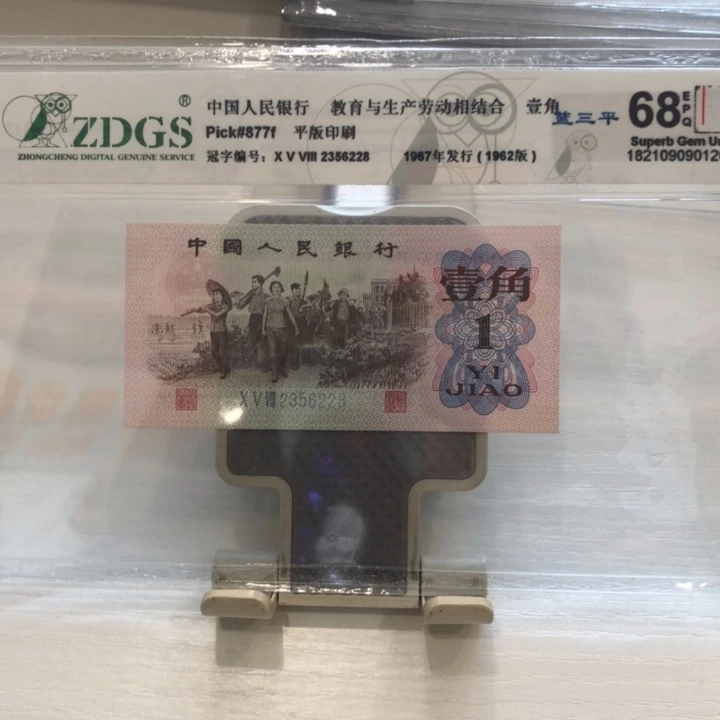 ZDGS®
ZHONGCHENG DIGITAL GENUINE SERVICE
中国人民银行 教育与生产劳动相结合 壹角
Pick#877f 平版印刷
冠字编号: X V VIII 2356228 1967年发行 (1962版)
蓝三平
68 EPQ
Superb Gem Un
18210909012
中國人民銀行
壹角
1
YI
JIAO
X V VIII 2356228